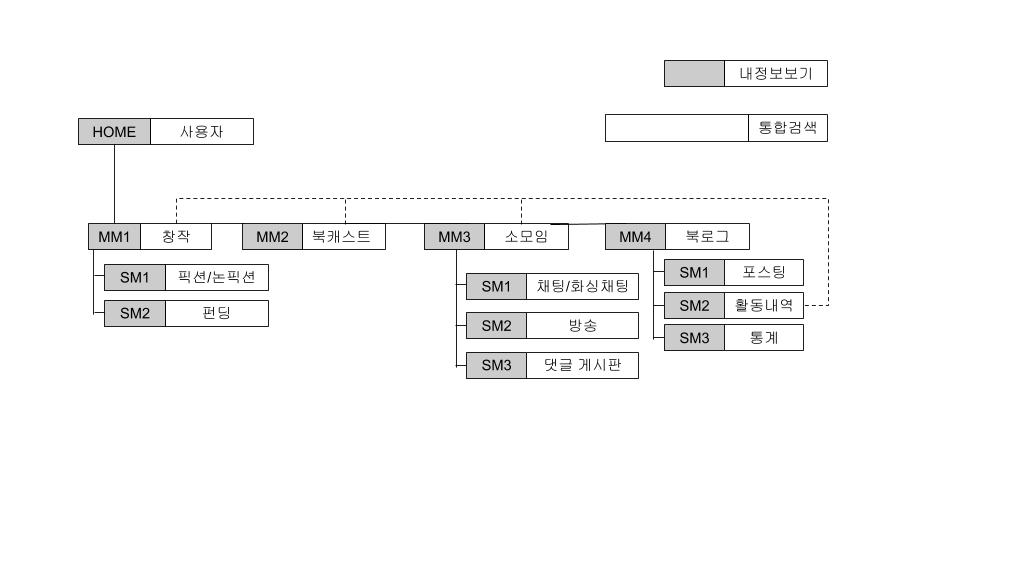 내정보보기
통합검색
HOME 사용자
MM1 창작 MM2 북캐스트 MM3 소모임 MM4 북로그
SM1 픽션/논픽션
SM2 펀딩
SM1 채팅/화싱채팅
SM2 방송
SM3 댓글 게시판
SM1 포스팅
SM2 활동내역
SM3 통계